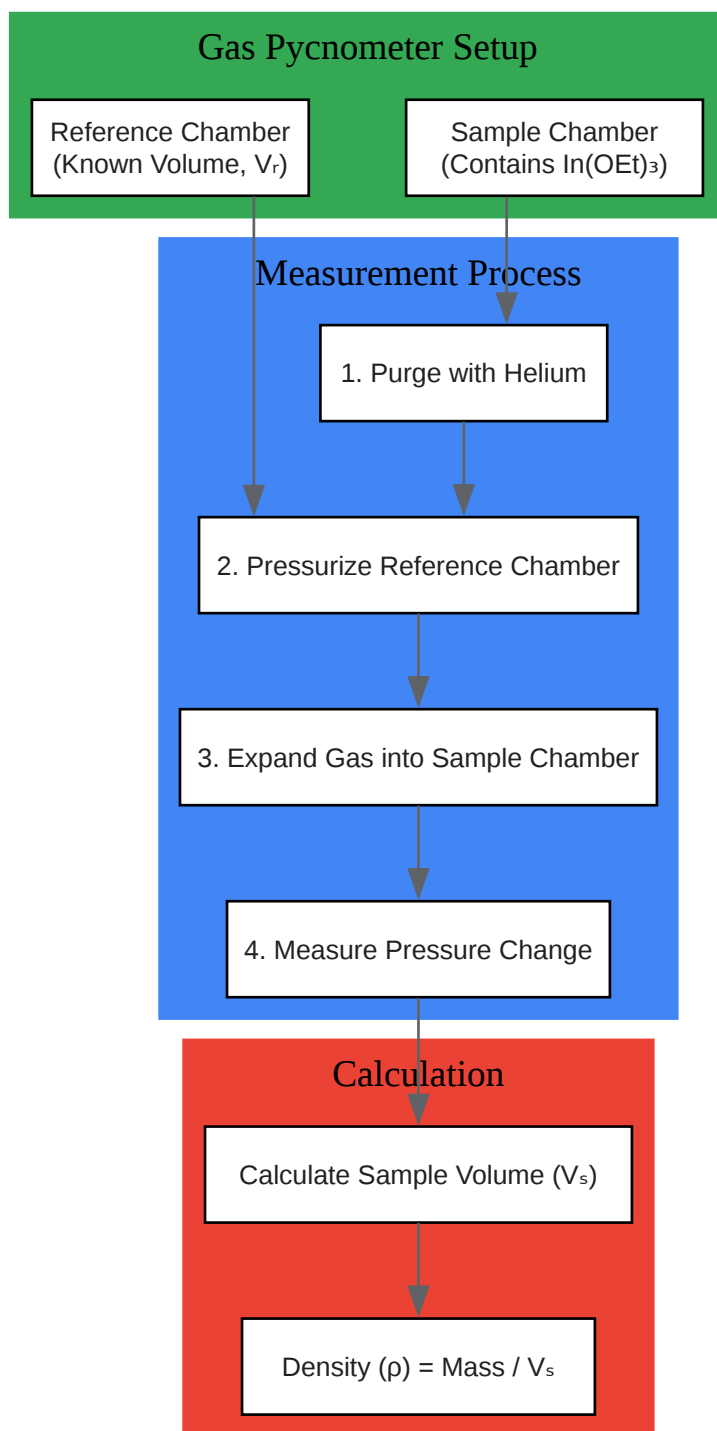 Gas Pycnometer Setup
Reference Chamber
(Known Volume, Vᵣ)
Sample Chamber
(Contains In(OEt)₃)
Measurement Process
1. Purge with Helium
2. Pressurize Reference Chamber
3. Expand Gas into Sample Chamber
4. Measure Pressure Change
Calculation
Calculate Sample Volume (Vₛ)
Density (ρ) = Mass / Vₛ